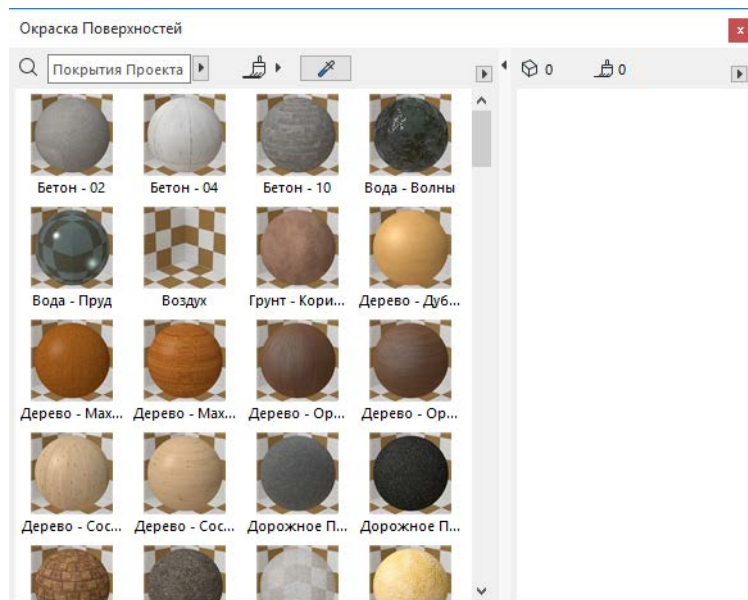 Окраска Поверхностей
x
Покрытия Проекта
0
0
Бетон - 02
Бетон - 04
Бетон - 10
Вода - Волны
Вода - Пруд
Воздух
Грунт - Кори...
Дерево - Дуб...
Дерево - Мах...
Дерево - Мах...
Дерево - Ор...
Дерево - Ор...
Дерево - Сос...
Дерево - Сос...
Дорожное П...
Дорожное П...